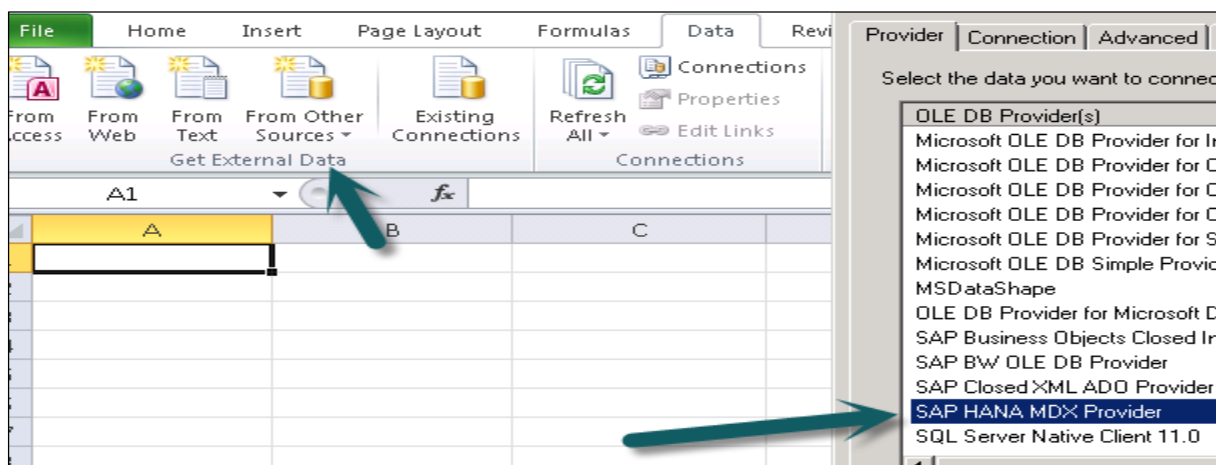 File Home Insert Page Layout Formulas Data Revi
Connections
Properties
Edit Links
From Access
From Web
From Text
From Other Sources
Existing Connections
Refresh All
Get External Data
Connections
A1
fx
A B C
Provider Connection Advanced
Select the data you want to connec
OLE DB Provider(s)
Microsoft OLE DB Provider for I
Microsoft OLE DB Provider for O
Microsoft OLE DB Provider for O
Microsoft OLE DB Provider for O
Microsoft OLE DB Provider for S
Microsoft OLE DB Simple Provid
MSDataShape
OLE DB Provider for Microsoft D
SAP Business Objects Closed In
SAP BW OLE DB Provider
SAP Closed XML ADO Provider
SAP HANA MDX Provider
SQL Server Native Client 11.0